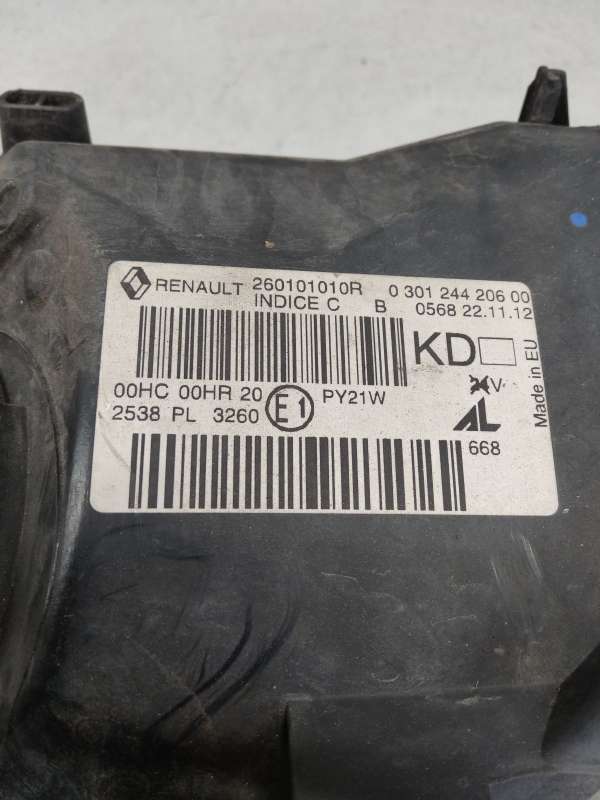 RENAULT 260101010R 0 301 244 206 00
INDICE C B 0568 22.11.12
KD
00HC 00HR 20 E1 PY21W
2538 PL 3260
V
AL
668
Made in EU